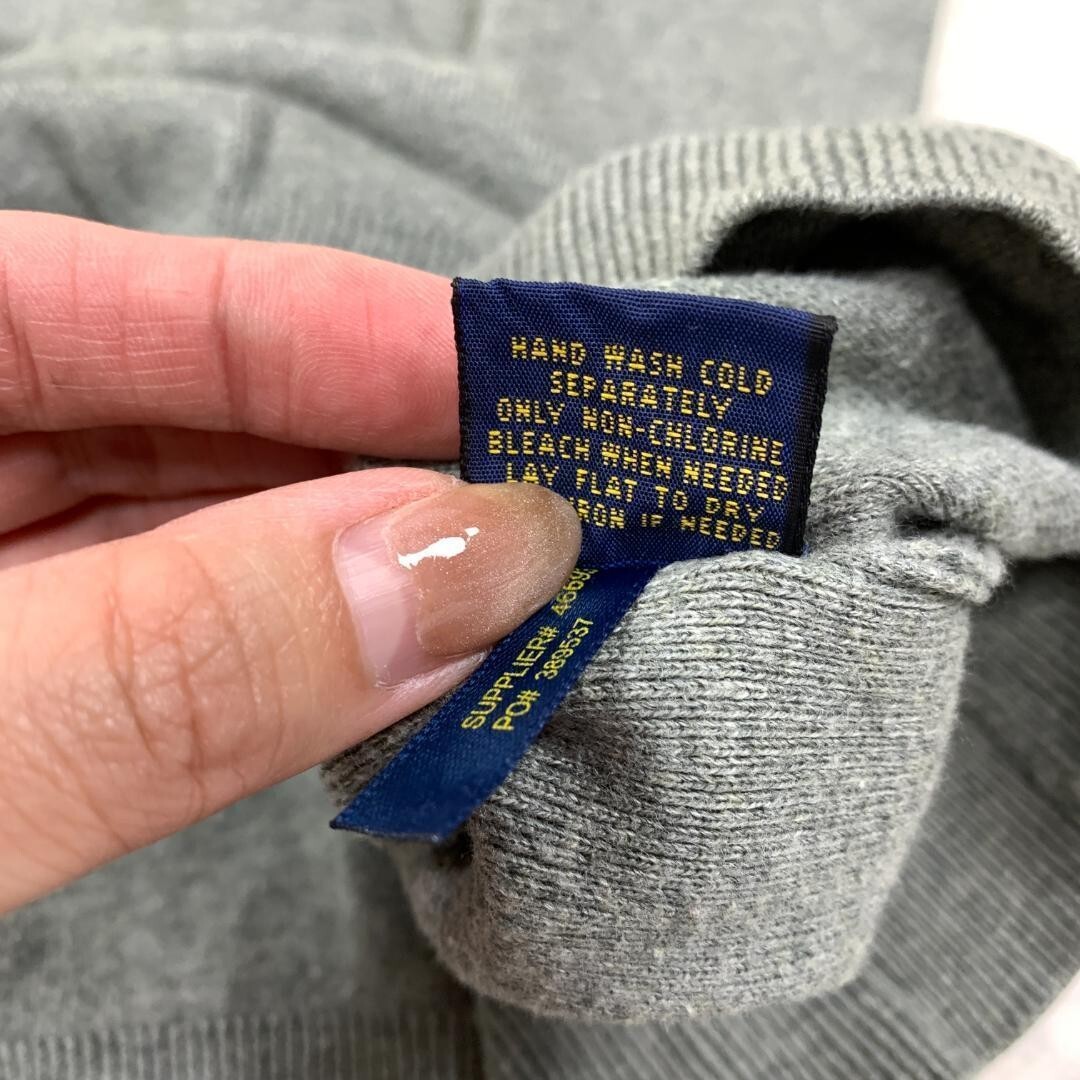 HAND WASH COLD
SEPARATELY
ONLY NON-CHLORINE
BLEACH WHEN NEEDED
LAY FLAT TO DRY
IRON IF NEEDED
SUPPLIER#
PO# 389537